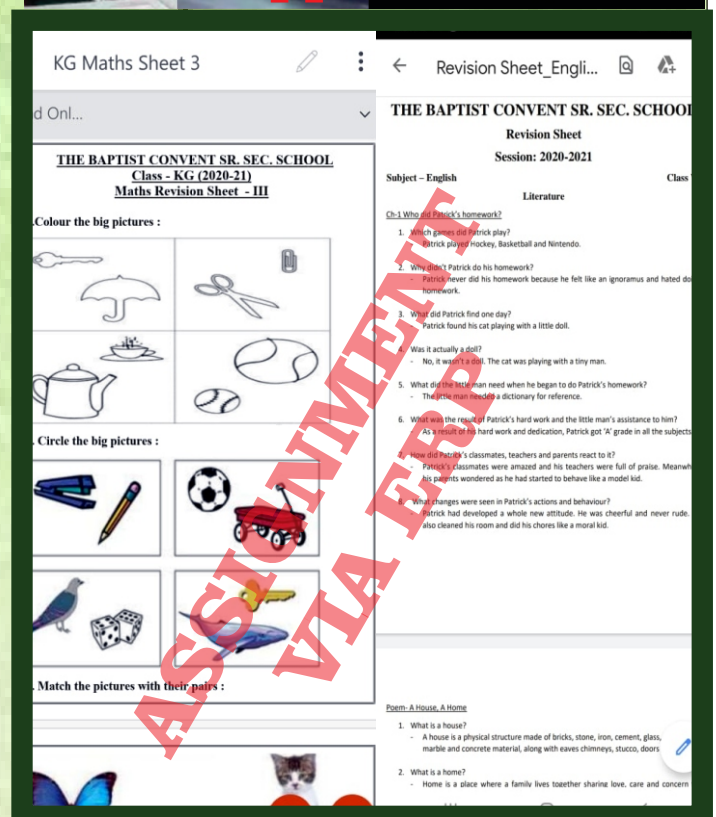 KG Maths Sheet 3
d Onl...
THE BAPTIST CONVENT SR. SEC. SCHOOL
Class - KG (2020-21)
Maths Revision Sheet - III
.Colour the big pictures :
. Circle the big pictures :
. Match the pictures with their pairs :
Revision Sheet_Engli...
THE BAPTIST CONVENT SR. SEC. SCHOOL
Revision Sheet
Session: 2020-2021
Subject – English Class
Literature
Ch-1 Who did Patrick's homework?
1. Which games did Patrick play?
Patrick played Hockey, Basketball and Nintendo.
2. Why didn't Patrick do his homework?
- Patrick never did his homework because he felt like an ignoramus and hated do
homework.
3. What did Patrick find one day?
- Patrick found his cat playing with a little doll.
4. Was it actually a doll?
- No, it wasn't a doll. The cat was playing with a tiny man.
5. What did the little man need when he began to do Patrick's homework?
- The little man needed a dictionary for reference.
6. What was the result of Patrick's hard work and the little man's assistance to him?
As a result of his hard work and dedication, Patrick got 'A' grade in all the subjects
7. How did Patrick's classmates, teachers and parents react to it?
- Patrick's classmates were amazed and his teachers were full of praise. Meanwh
his parents wondered as he had started to behave like a model kid.
8. What changes were seen in Patrick's actions and behaviour?
- Patrick had developed a whole new attitude. He was cheerful and never rude.
also cleaned his room and did his chores like a moral kid.
Poem- A House, A Home
1. What is a house?
- A house is a physical structure made of bricks, stone, iron, cement, glass,
marble and concrete material, along with eaves chimneys, stucco, doors
2. What is a home?
- Home is a place where a family lives together sharing love, care and concern
ASSIGNMENT
VIA ERP